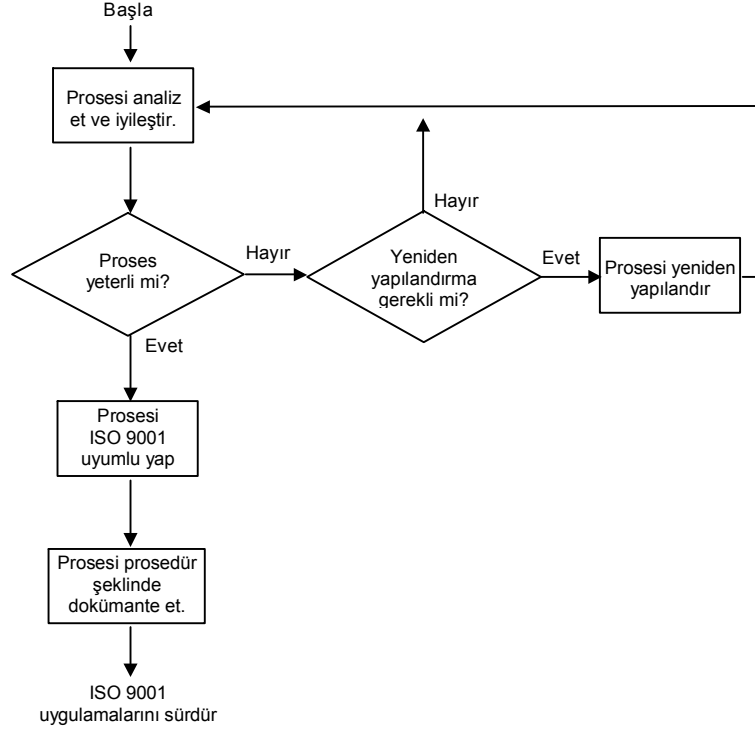 Başla
Prosesi analiz
et ve iyileştir.
Hayır
Proses
yeterli mi?
Hayır
Yeniden
yapılandırma
gerekli mi?
Evet
Prosesi yeniden
yapılandır
Evet
Prosesi
ISO 9001
uyumlu yap
Prosesi prosedür
şeklinde
dokümante et.
ISO 9001
uygulamalarını sürdür